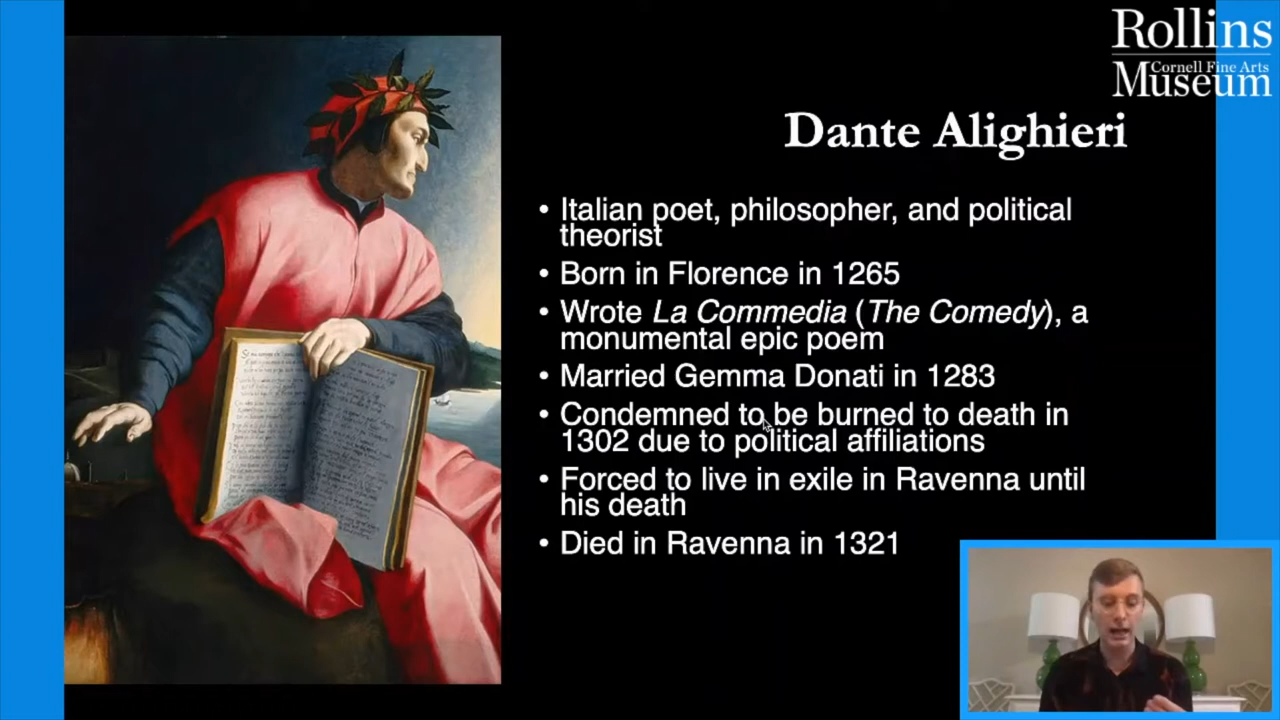 Rollins
Cornell Fine Arts
Museum
Dante Alighieri
• Italian poet, philosopher, and political
theorist
• Born in Florence in 1265
• Wrote La Commedia (The Comedy), a
monumental epic poem
• Married Gemma Donati in 1283
• Condemned to be burned to death in
1302 due to political affiliations
• Forced to live in exile in Ravenna until
his death
• Died in Ravenna in 1321